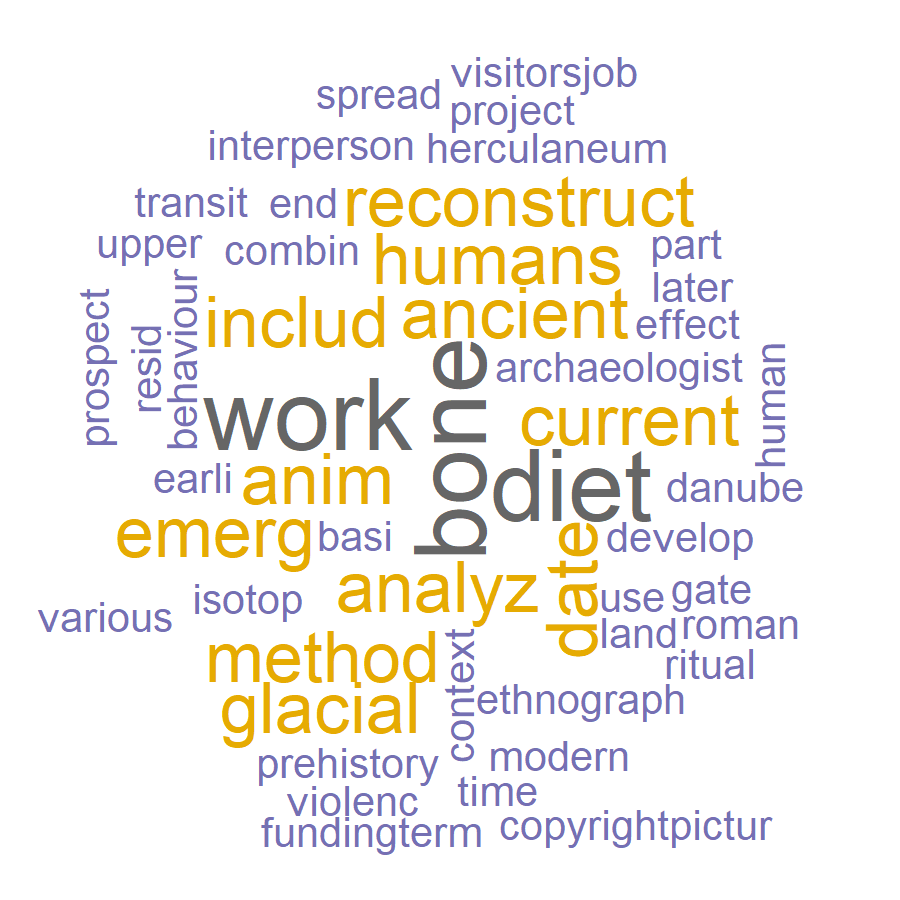 visitorsjob
spread
project
interperson
herculaneum
transit
end
reconstruct
upper
combin
humans
part
later
prospect
resid
behaviour
includ
ancient
effect
archaeologist
human
work
bone
current
earli
anim
diet
danube
emerg
basi
date
develop
various
isotop
analyz
use
gate
land
roman
method
context
ritual
glacial
ethnograph
prehistory
modern
violenc
time
fundingterm
copyrightpictur